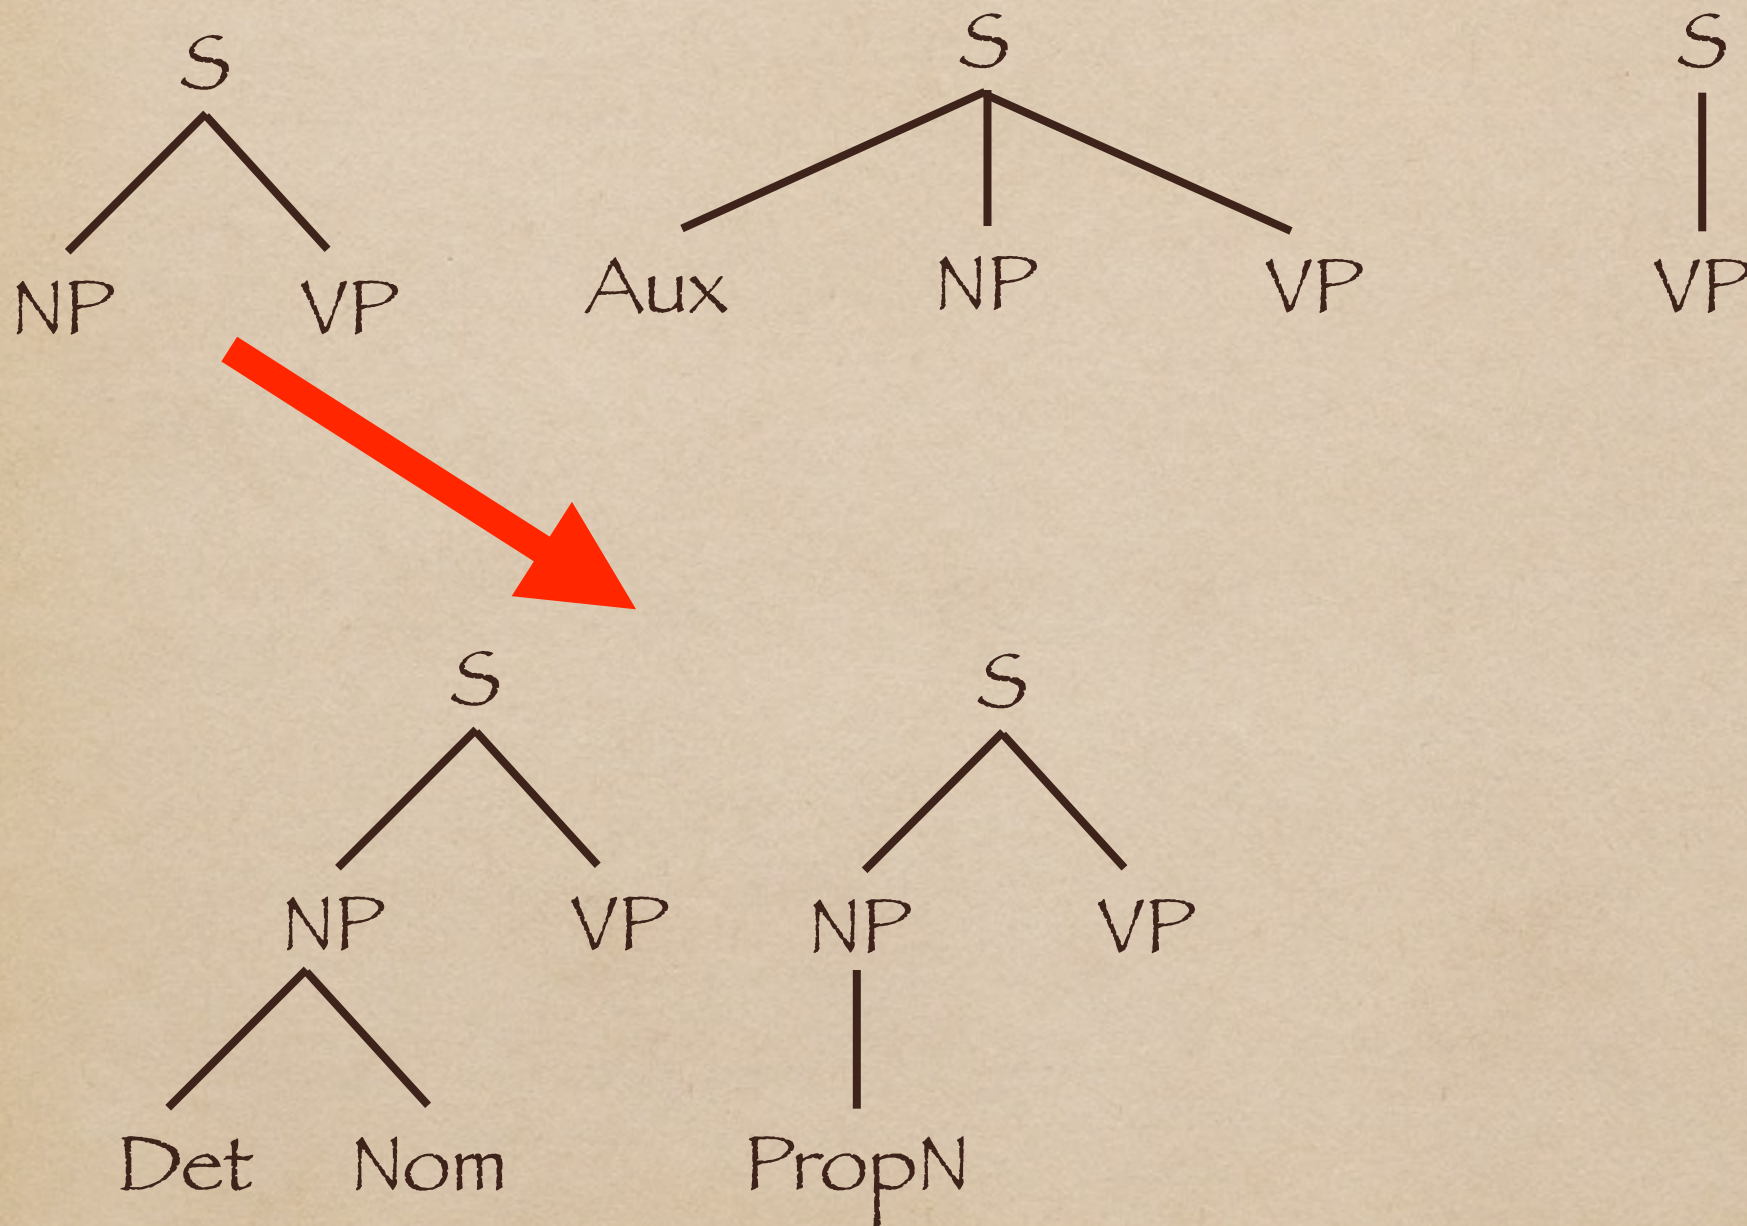 S S S
NP VP Aux NP VP VP
S S
NP VP NP VP
Det Nom PropN